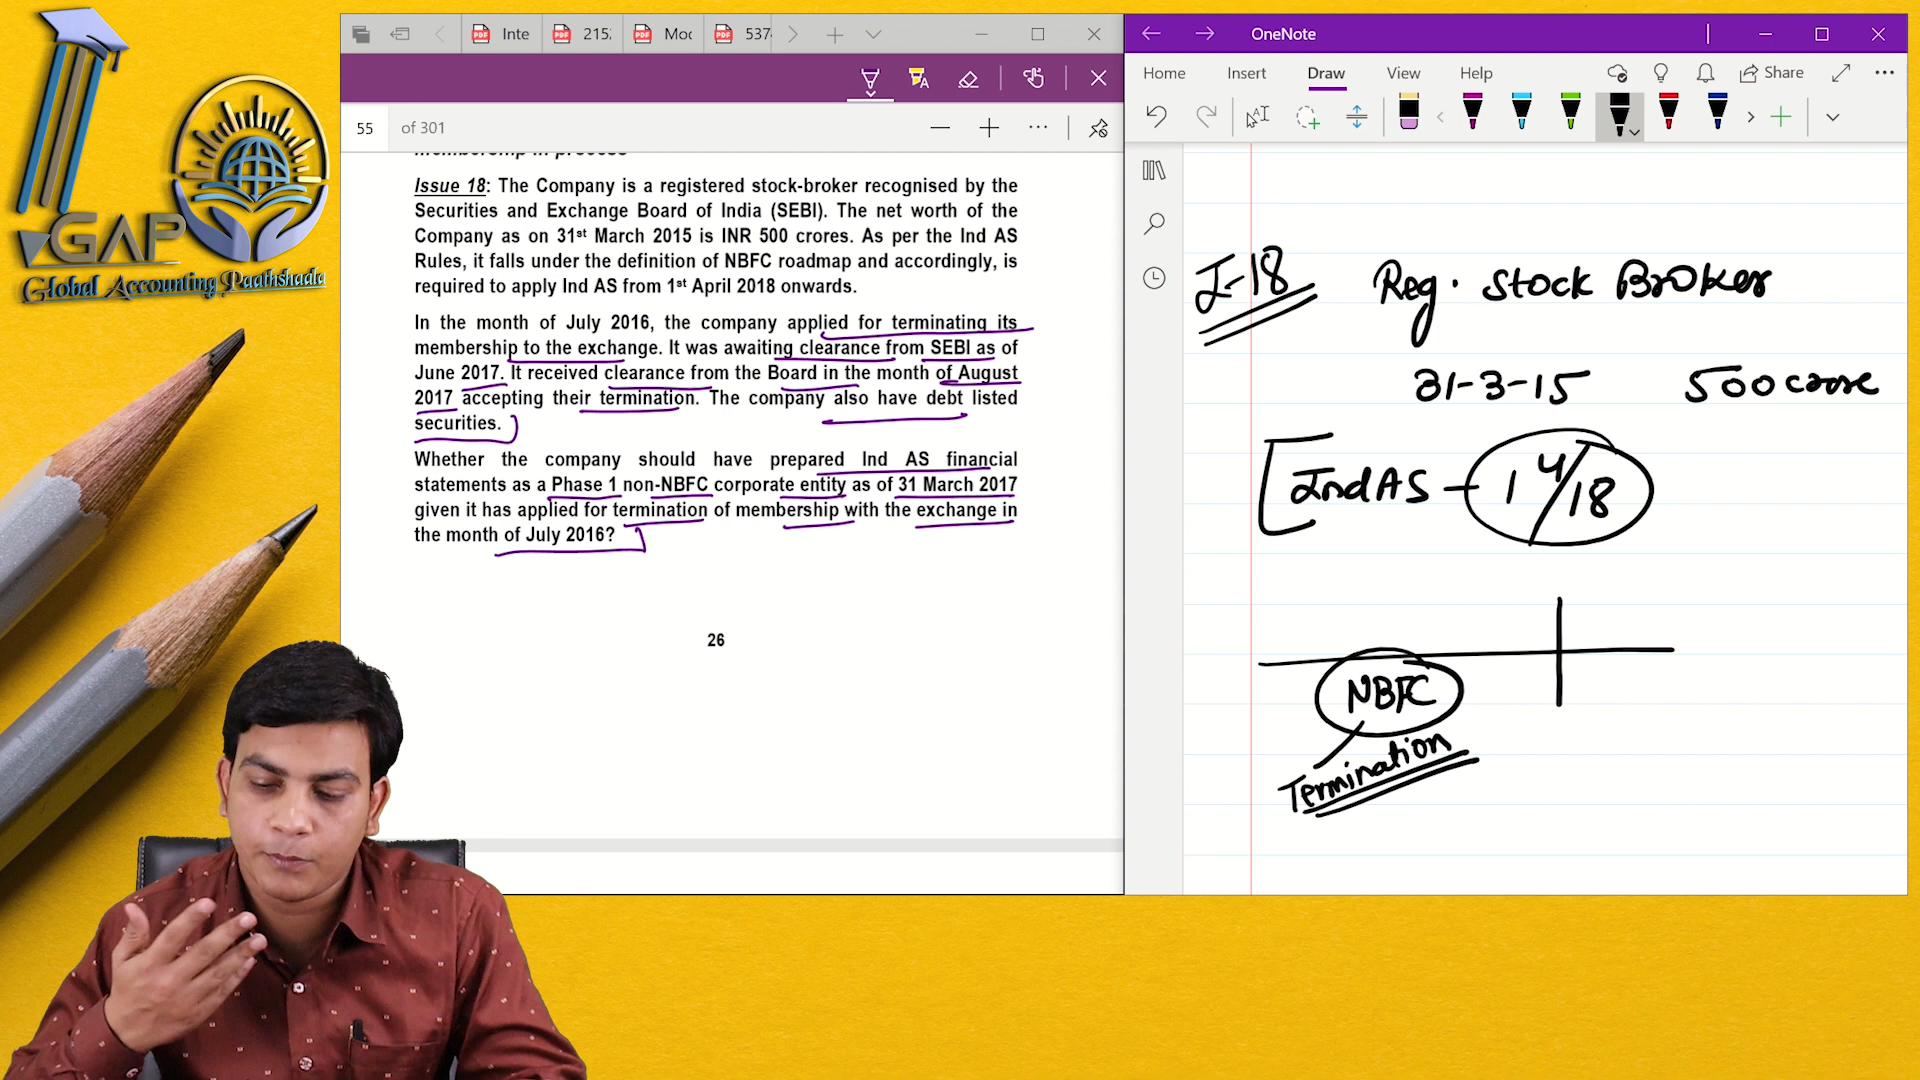 GAP
Global Accounting Paathshala
Inte
215
Moc
537
55 of 301
membership in process
Issue 18: The Company is a registered stock-broker recognised by the
Securities and Exchange Board of India (SEBI). The net worth of the
Company as on 31st March 2015 is INR 500 crores. As per the Ind AS
Rules, it falls under the definition of NBFC roadmap and accordingly, is
required to apply Ind AS from 1st April 2018 onwards.
In the month of July 2016, the company applied for terminating its
membership to the exchange. It was awaiting clearance from SEBI as of
June 2017. It received clearance from the Board in the month of August
2017 accepting their termination. The company also have debt listed
securities.
Whether the company should have prepared Ind AS financial
statements as a Phase 1 non-NBFC corporate entity as of 31 March 2017
given it has applied for termination of membership with the exchange in
the month of July 2016?
26
OneNote
Home Insert Draw View Help Share
I-18 Reg. Stock Broker
31-3-15 500 crore
Ind AS - 1 4/18
NBFC
Termination